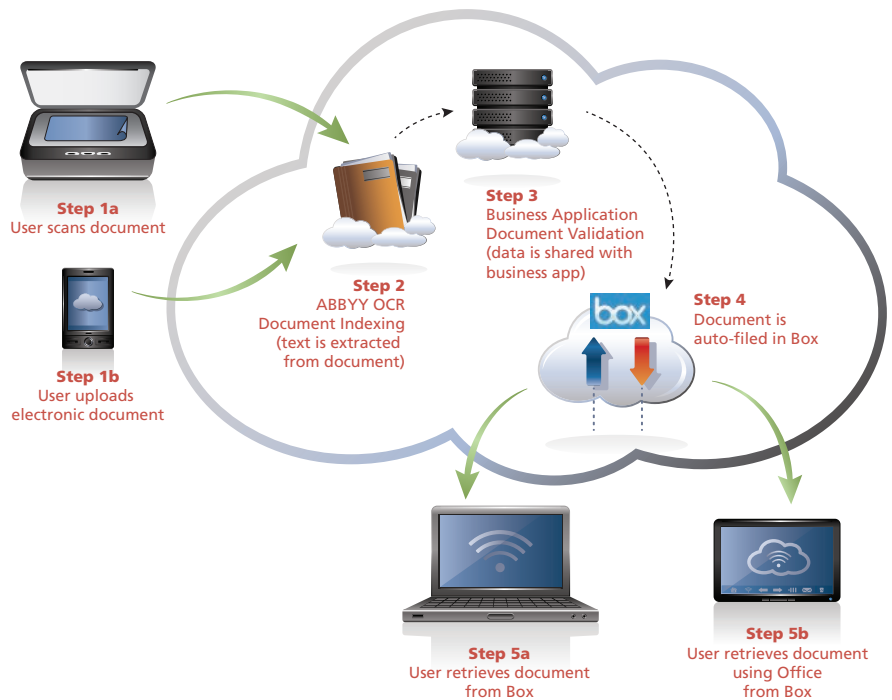 Step 1a
User scans document
Step 1b
User uploads
electronic document
Step 2
ABBYY OCR
Document Indexing
(text is extracted
from document)
Step 3
Business Application
Document Validation
(data is shared with
business app)
box
Step 4
Document is
auto-filed in Box
Step 5a
User retrieves document
from Box
Step 5b
User retrieves document
using Office
from Box